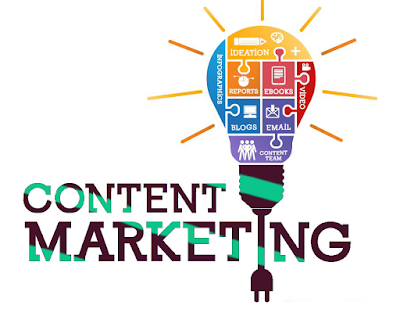 IDEATION
INFOGRAPHICS
REPORTS
EBOOKS
VIDEO
BLOGS
EMAIL
CONTENT
TEAM
CONTENT
MARKETING